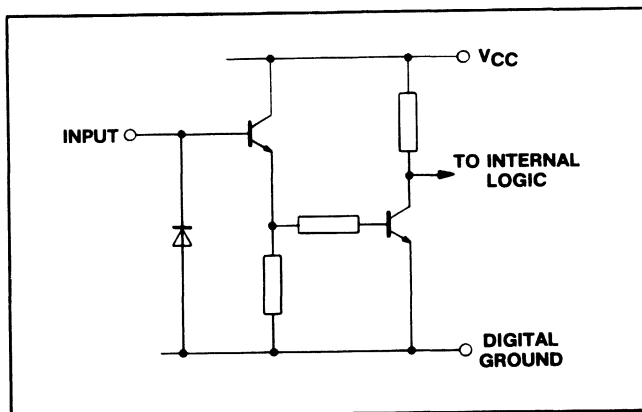 VCC
INPUT
TO INTERNAL
LOGIC
DIGITAL
GROUND